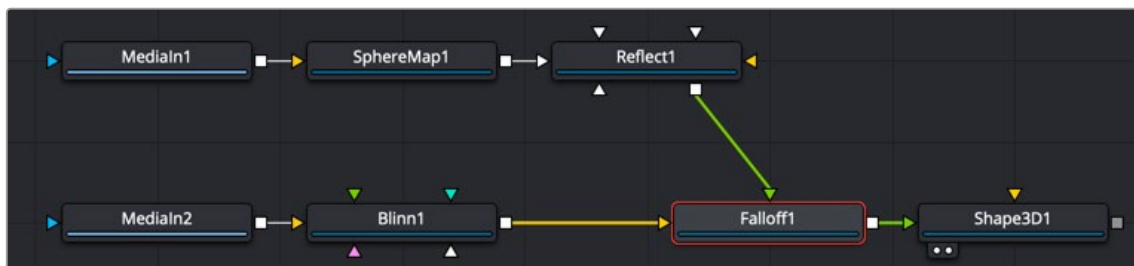 MediaIn1
SphereMap1
Reflect1
MediaIn2
Blinn1
Falloff1
Shape3D1